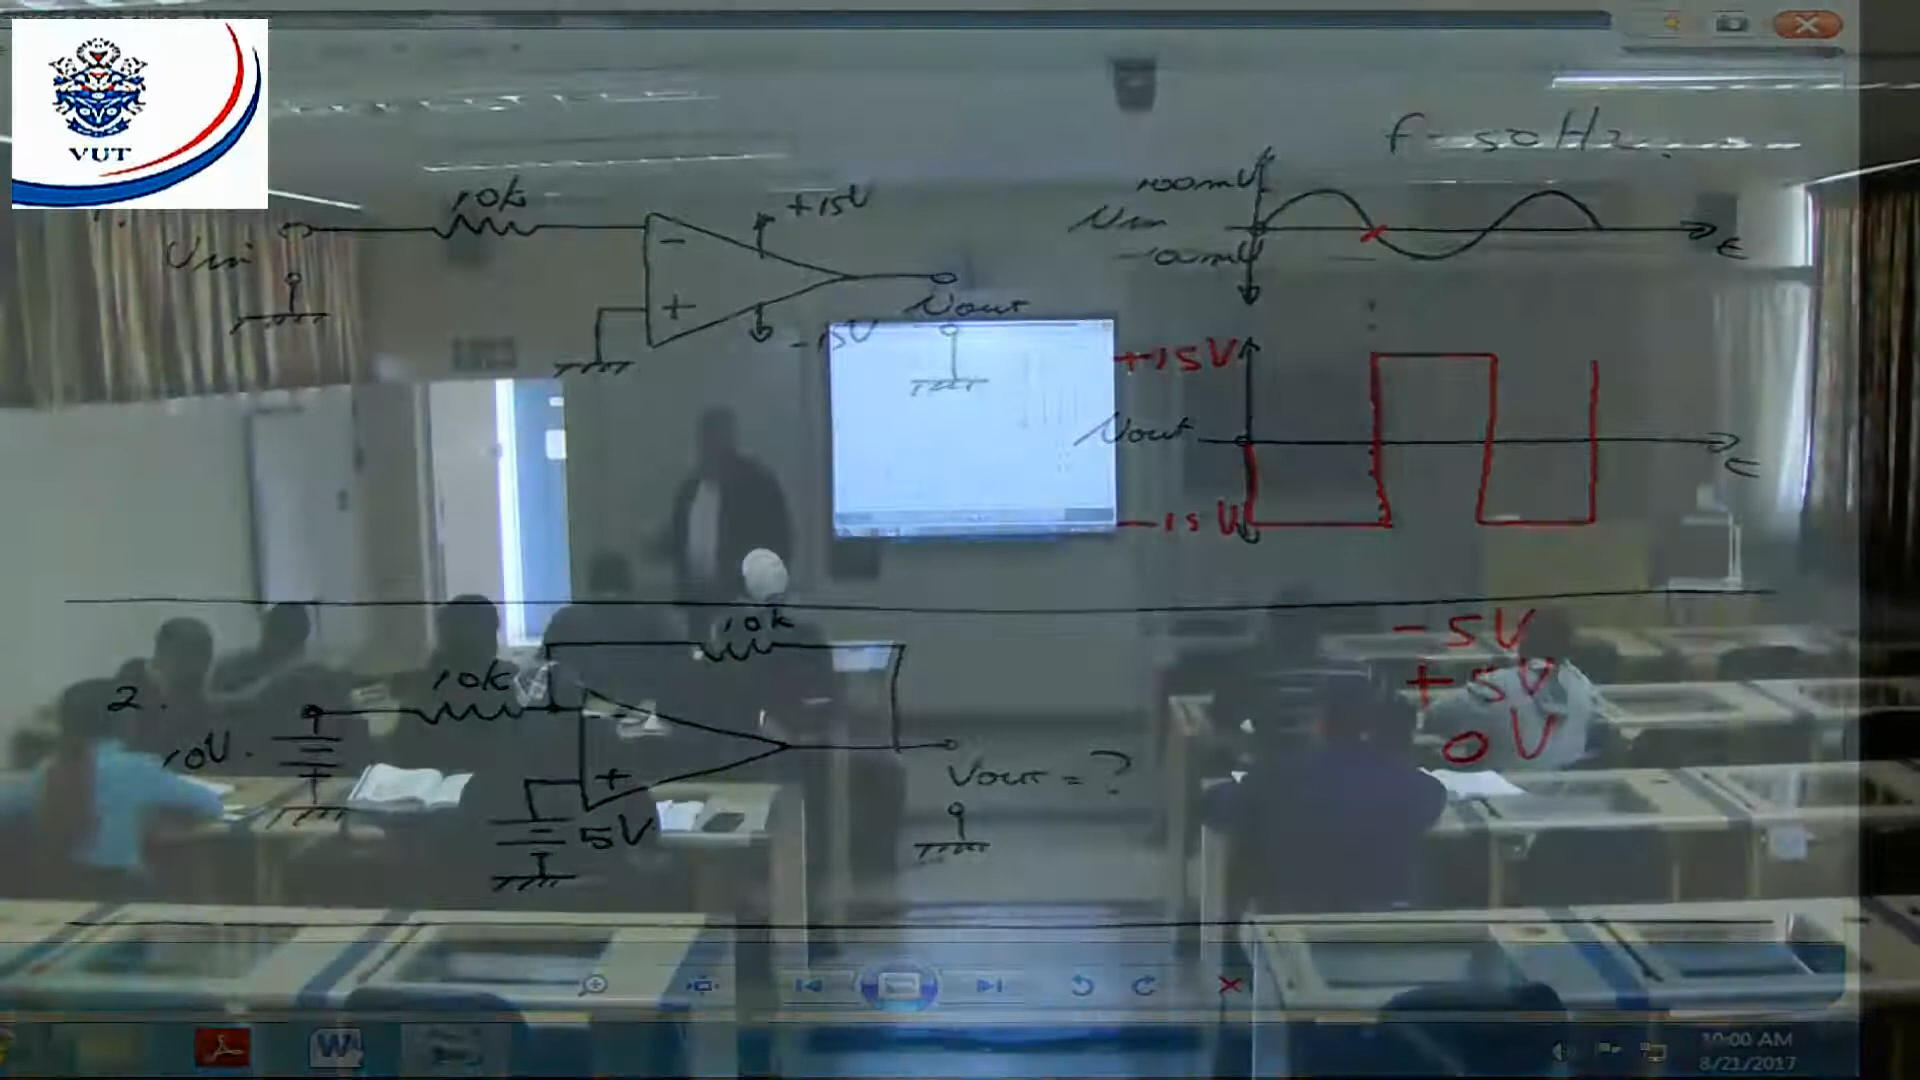 VUT
1.
Vin
10k
+15V
-15V
Vout
f=50Hz.
100mV
Vin
-100mV
t
+15V
Vout
t
-15V
2.
10V.
10k
10k
5V
Vout = ?
-5V
+5V
0V
W
10:00 AM
8/21/2017